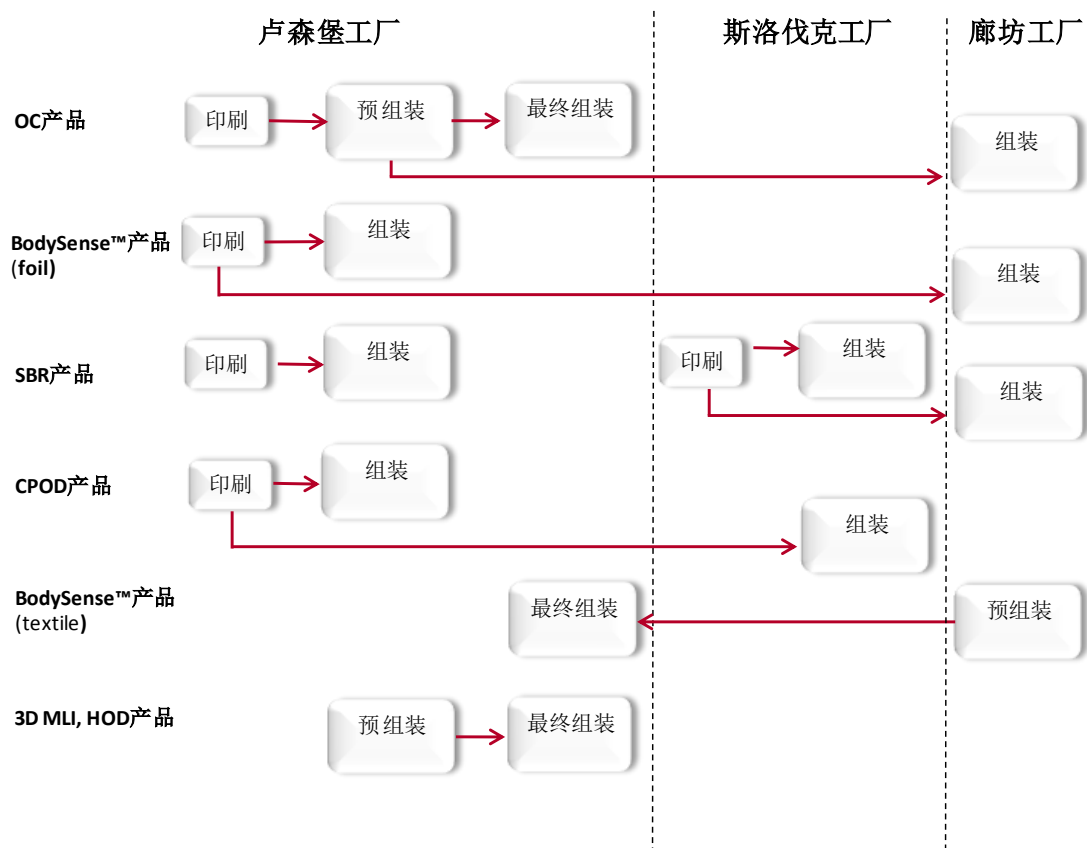 卢森堡工厂
斯洛伐克工厂
廊坊工厂
OC产品
印刷
预组装
最终组装
组装
BodySense™产品
(foil)
印刷
组装
组装
SBR产品
印刷
组装
印刷
组装
组装
CPOD产品
印刷
组装
组装
BodySense™产品
(textile)
最终组装
预组装
3D MLI, HOD产品
预组装
最终组装